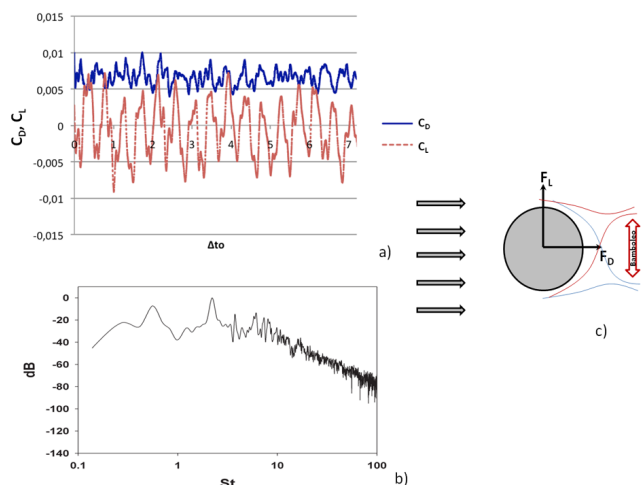 0,015
0,01
0,005
0
-0,005
-0,01
-0,015
C_D, C_L
0 1 2 3 4 5 6 7
Δto
a)
C_D
C_L
F_L
F_D
Bamboleo
c)
0
-20
-40
-60
-80
-100
-120
-140
dB
0.1 1 10 100
St
b)